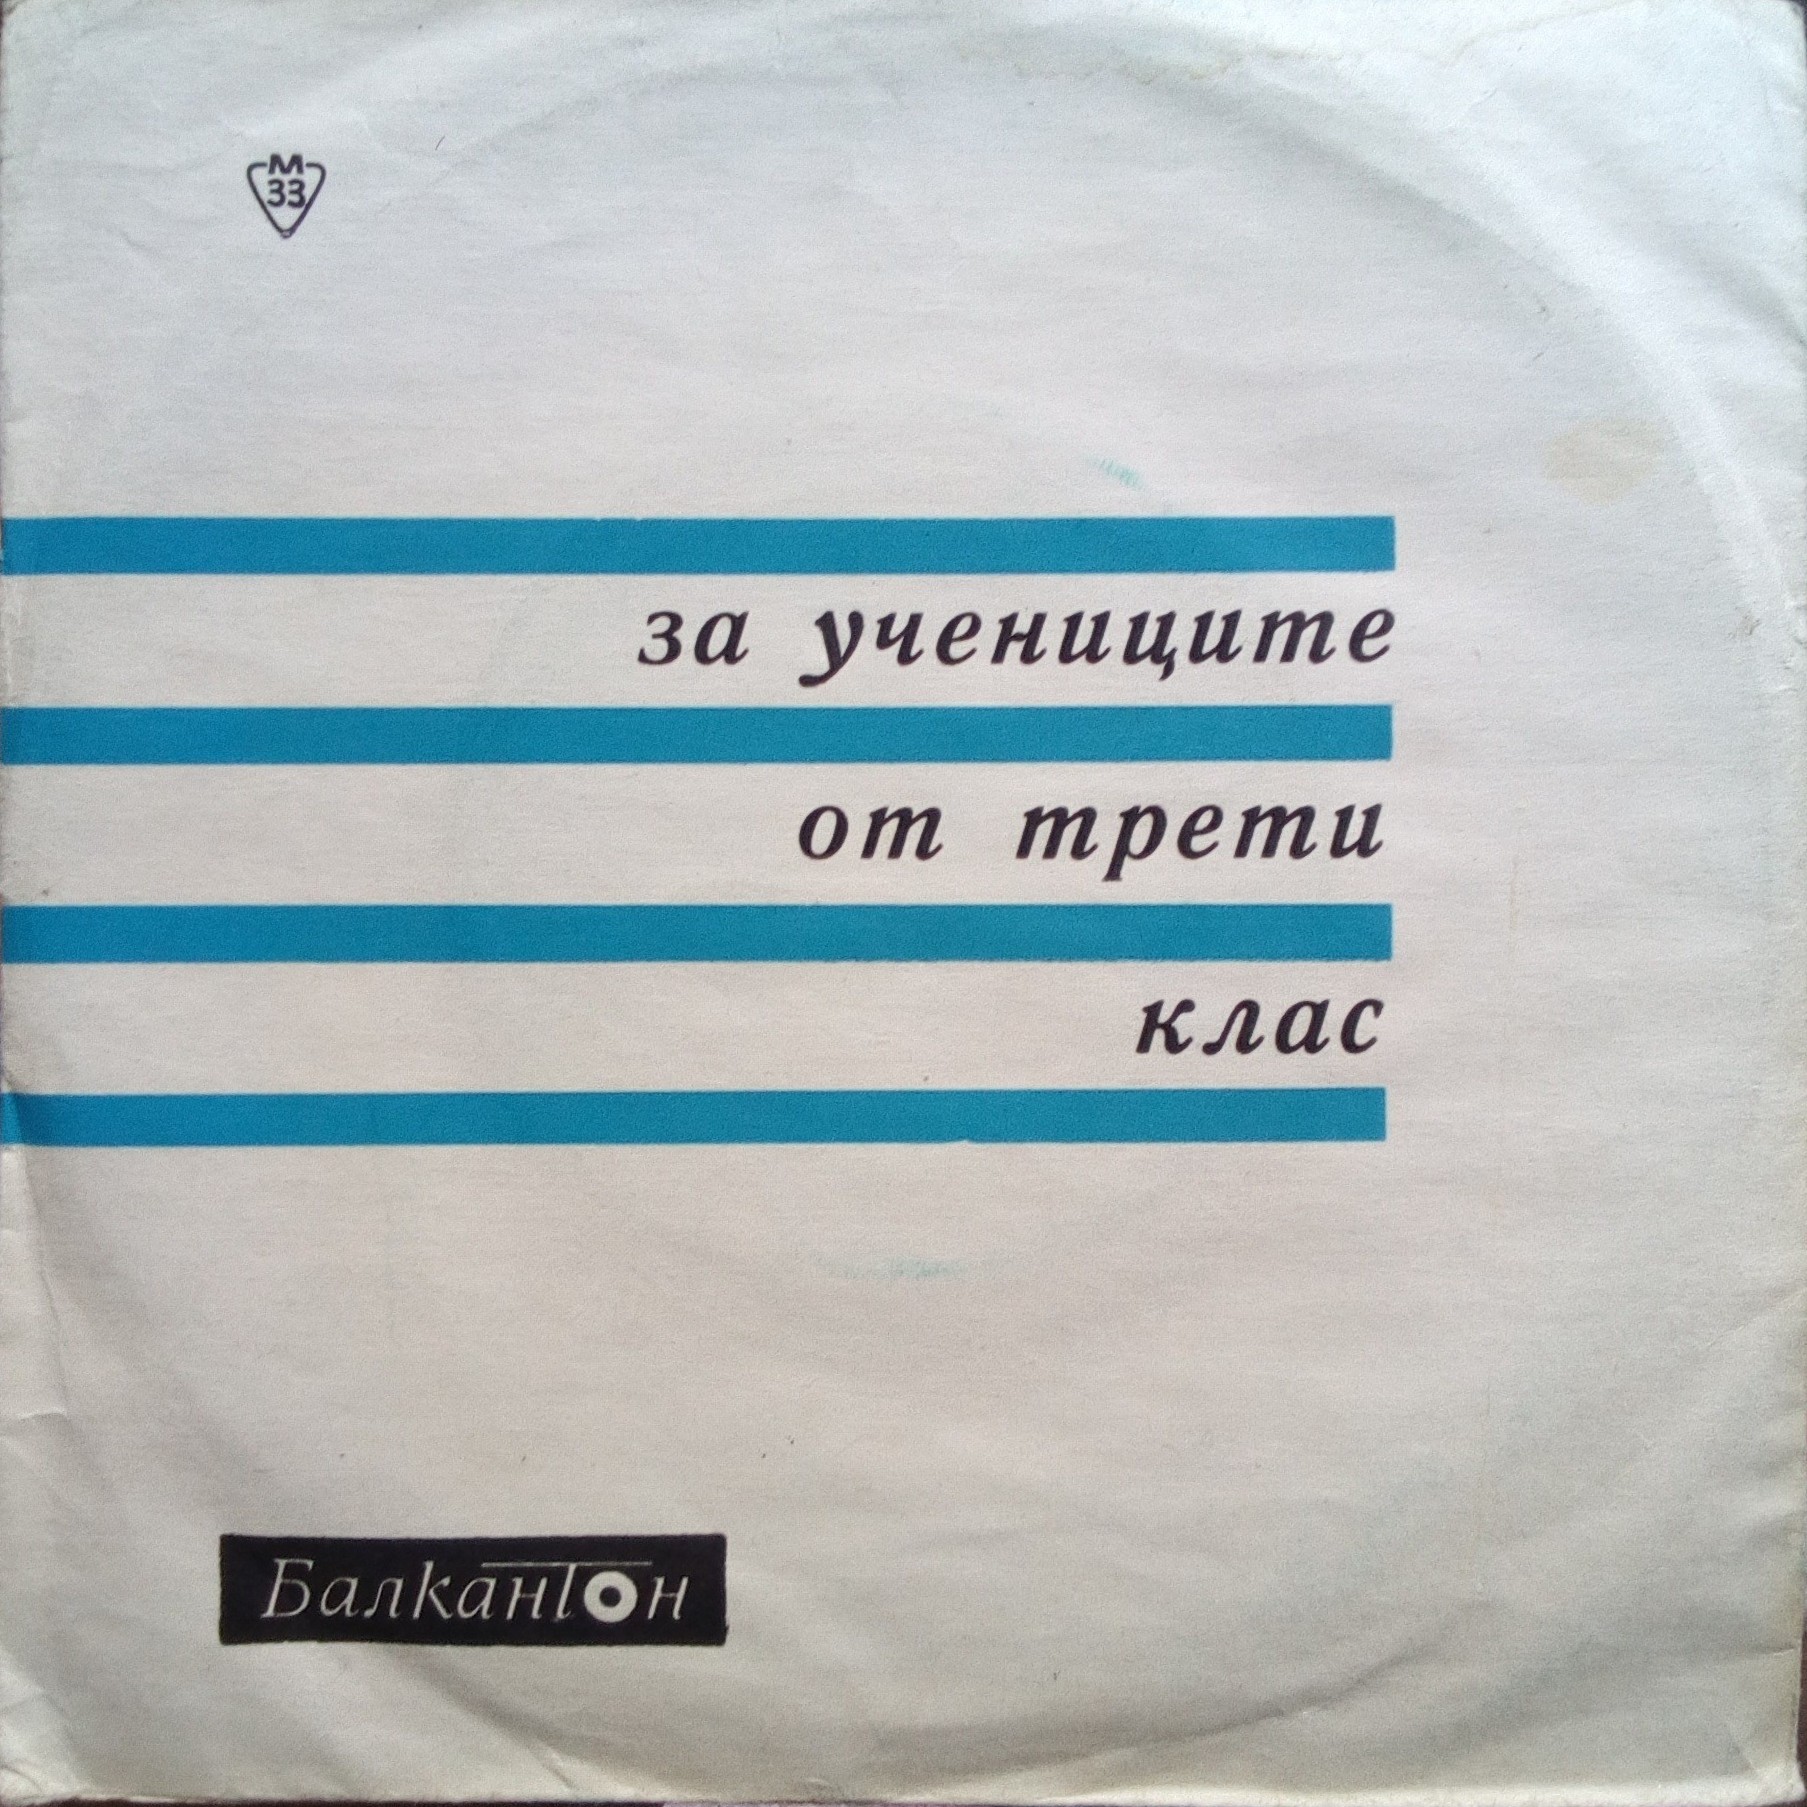 М
33
за учениците
от трети
клас
Балкантон